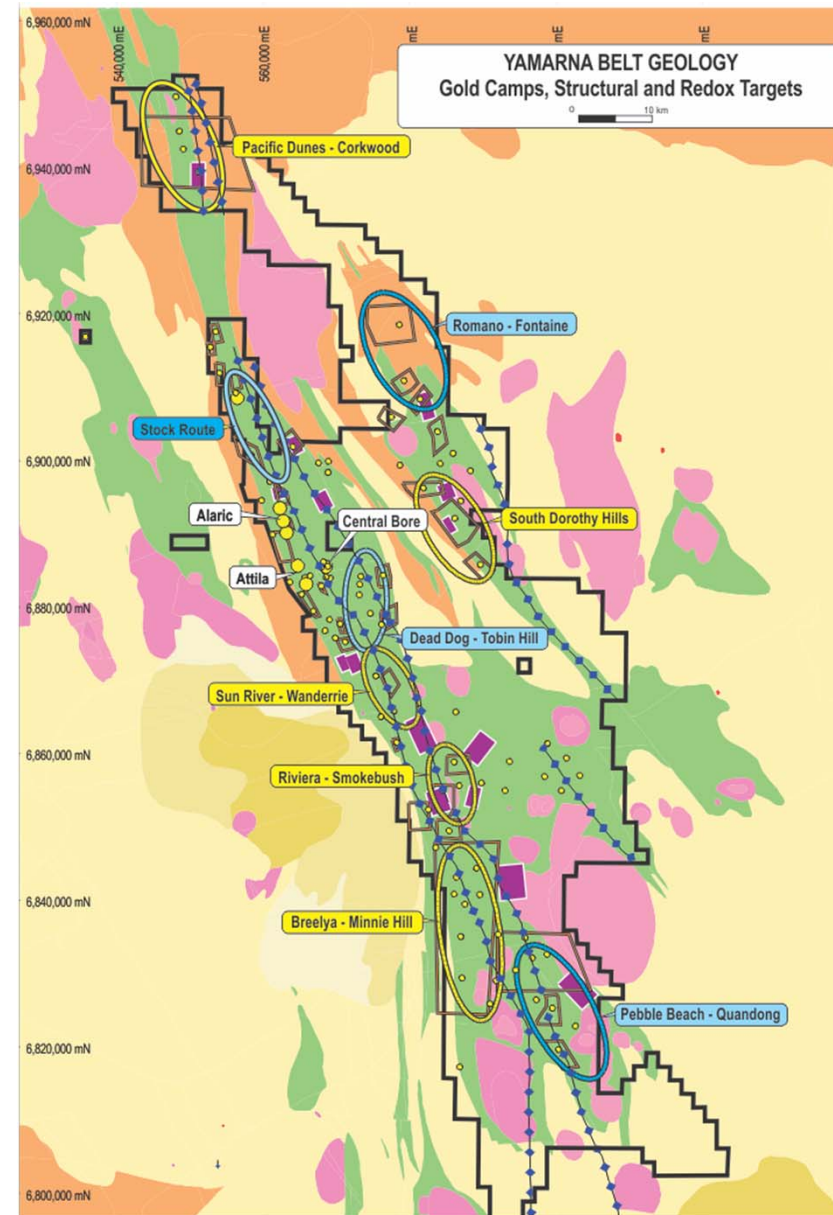 6,960,000 mN
540,000 mE
560,000 mE
mE
mE
mE
YAMARNA BELT GEOLOGY
Gold Camps, Structural and Redox Targets
0
10 km
Pacific Dunes - Corkwood
6,940,000 mN
6,920,000 mN
Romano - Fontaine
Stock Route
6,900,000 mN
Alaric
Central Bore
South Dorothy Hills
Attila
6,880,000 mN
Dead Dog - Tobin Hill
Sun River - Wanderrie
6,860,000 mN
Riviera - Smokebush
6,840,000 mN
Breelya - Minnie Hill
Pebble Beach - Quandong
6,820,000 mN
6,800,000 mN